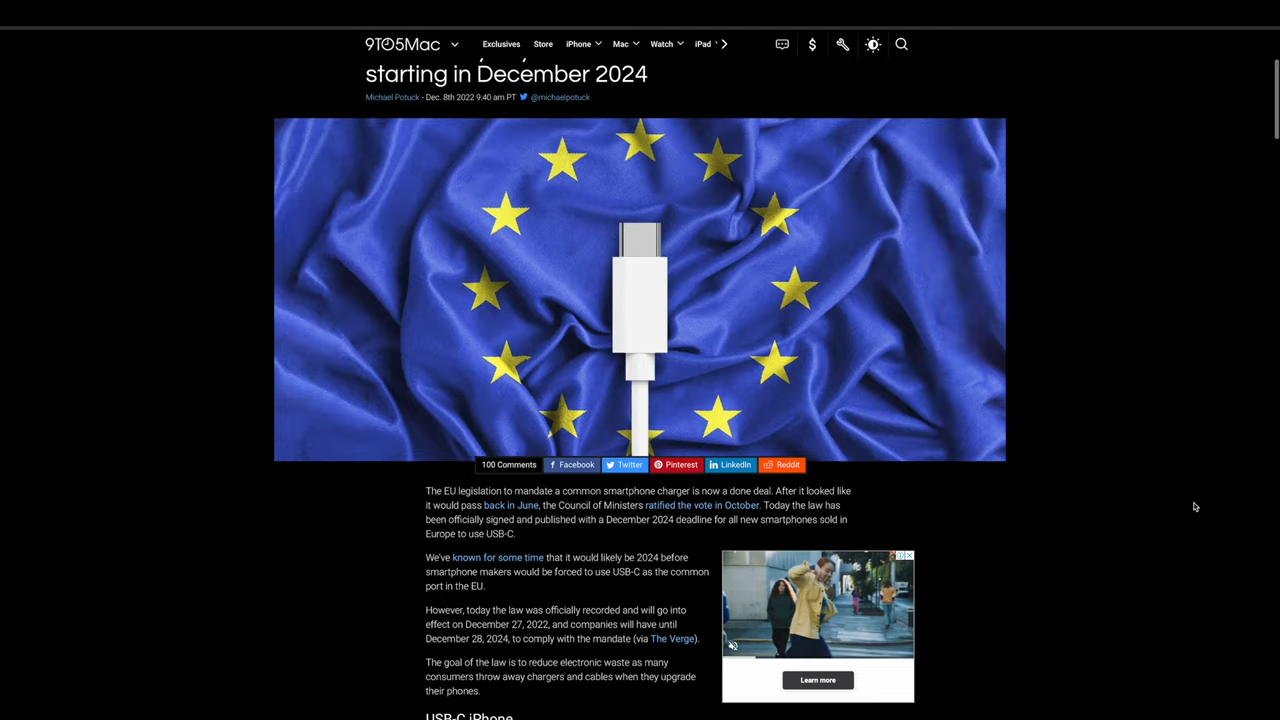 9TO5Mac
Exclusives Store iPhone Mac Watch iPad
starting in December 2024
Michael Potuck - Dec. 8th 2022 9:40 am PT @michaelpotuck
100 Comments Facebook Twitter Pinterest LinkedIn Reddit
The EU legislation to mandate a common smartphone charger is now a done deal. After it looked like
it would pass back in June, the Council of Ministers ratified the vote in October. Today the law has
been officially signed and published with a December 2024 deadline for all new smartphones sold in
Europe to use USB-C.
We've known for some time that it would likely be 2024 before
smartphone makers would be forced to use USB-C as the common
port in the EU.
However, today the law was officially recorded and will go into
effect on December 27, 2022, and companies will have until
December 28, 2024, to comply with the mandate (via The Verge).
The goal of the law is to reduce electronic waste as many
consumers throw away chargers and cables when they upgrade
their phones.
Learn more
USB-C iPhone